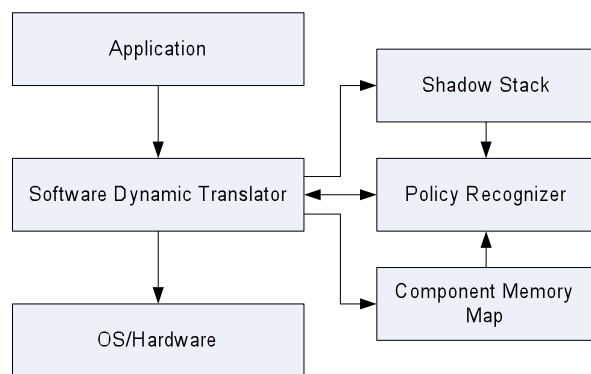 Application
Shadow Stack
Software Dynamic Translator
Policy Recognizer
Component Memory
Map
OS/Hardware